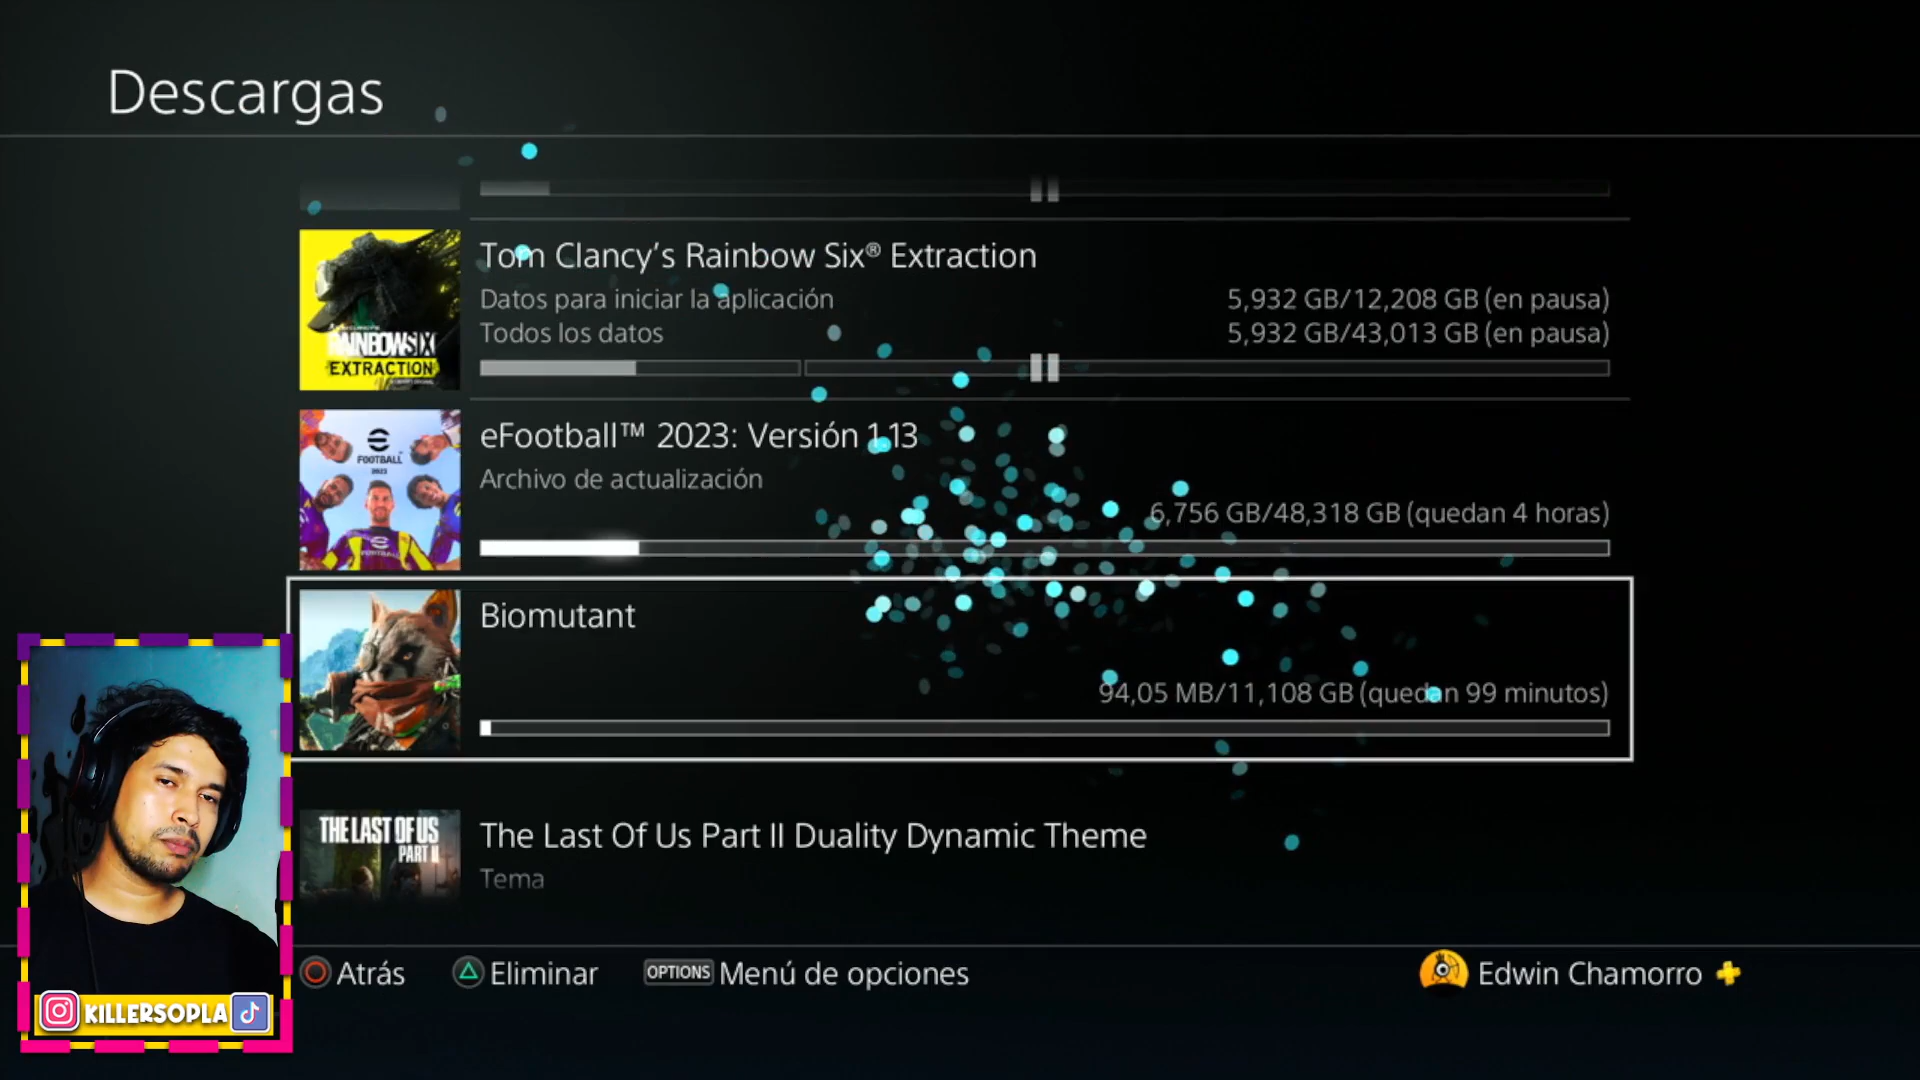 Descargas
Tom Clancy's Rainbow Six® Extraction
Datos para iniciar la aplicación
5,932 GB/12,208 GB (en pausa)
Todos los datos
5,932 GB/43,013 GB (en pausa)
RAINBOWSIX
EXTRACTION
eFootball™ 2023: Versión 1.13
Archivo de actualización
6,756 GB/48,318 GB (quedan 4 horas)
FOOTBALL
2023
Biomutant
94,05 MB/11,108 GB (quedan 99 minutos)
THE LAST OF US
PART II
The Last Of Us Part II Duality Dynamic Theme
Tema
Atrás
Eliminar
OPTIONS Menú de opciones
Edwin Chamorro
KILLERSOPLA